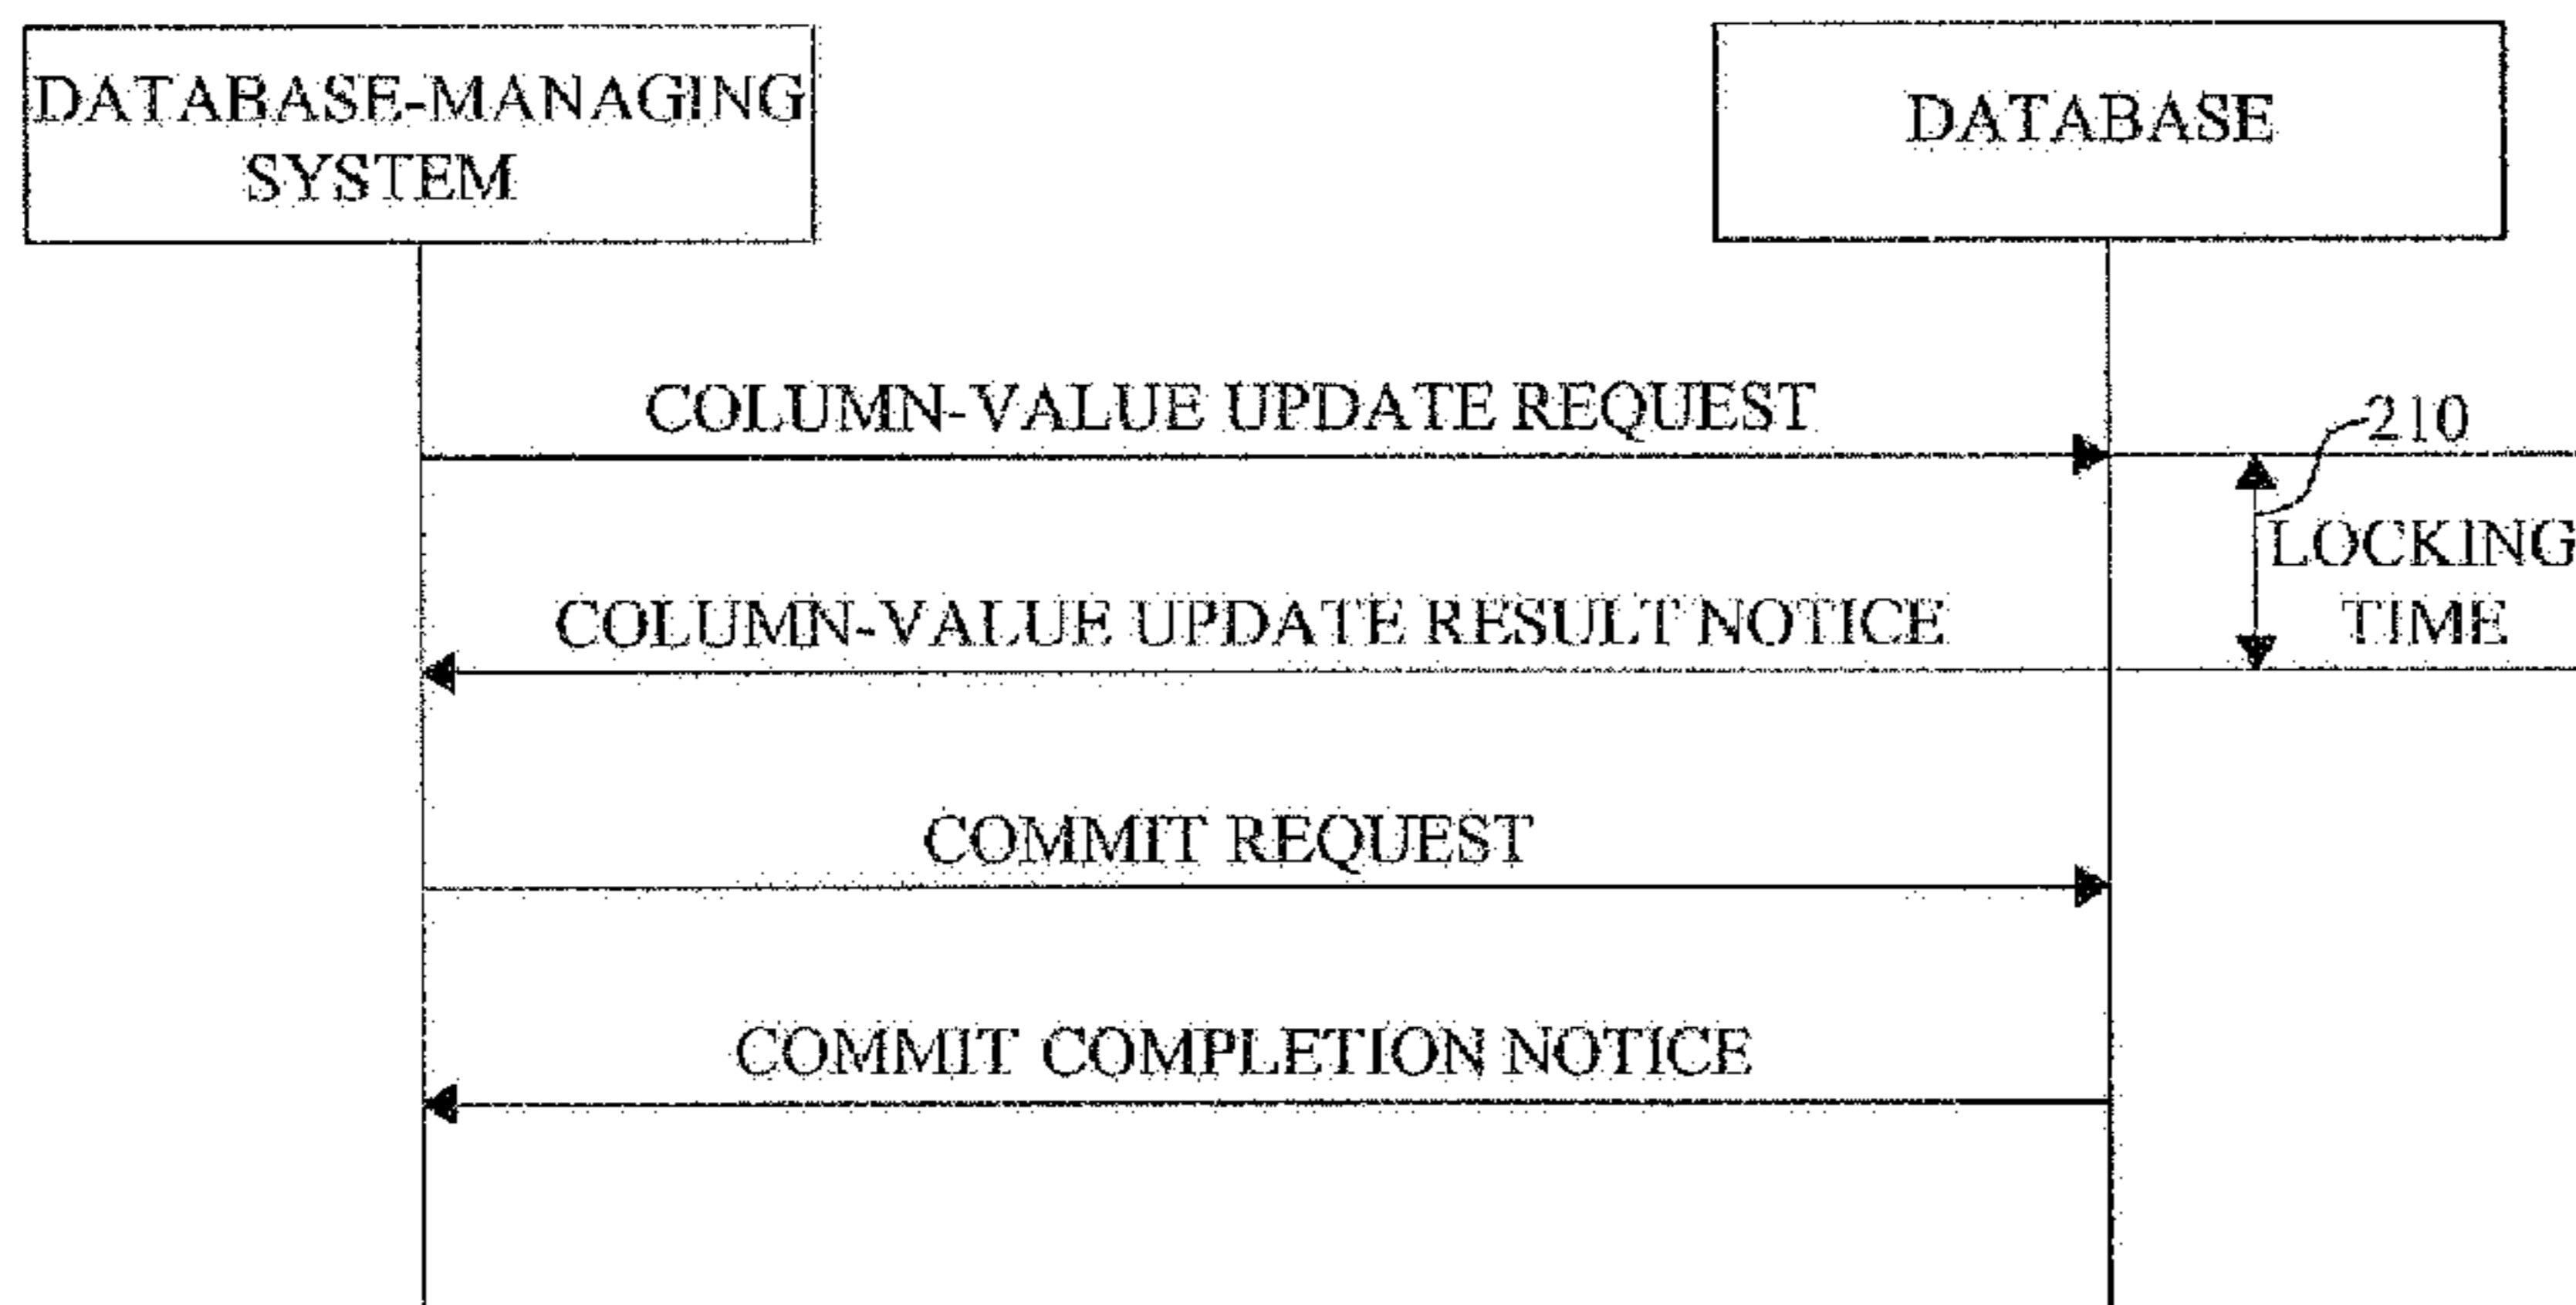 DATABASE-MANAGING
SYSTEM
DATABASE
COLUMN-VALUE UPDATE REQUEST
210
LOCKING
TIME
COLUMN-VALUE UPDATE RESULT NOTICE
COMMIT REQUEST
COMMIT COMPLETION NOTICE